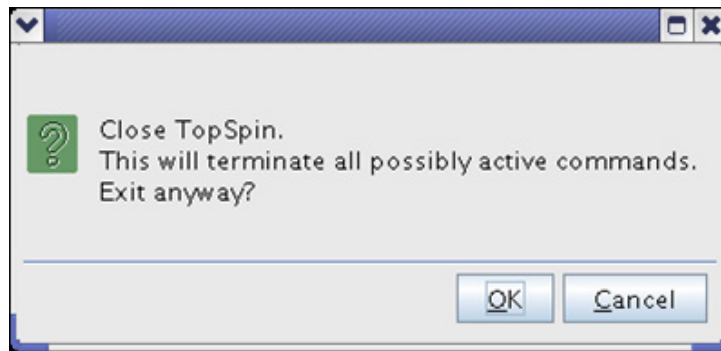 Close TopSpin.
This will terminate all possibly active commands.
Exit anyway?
OK
Cancel